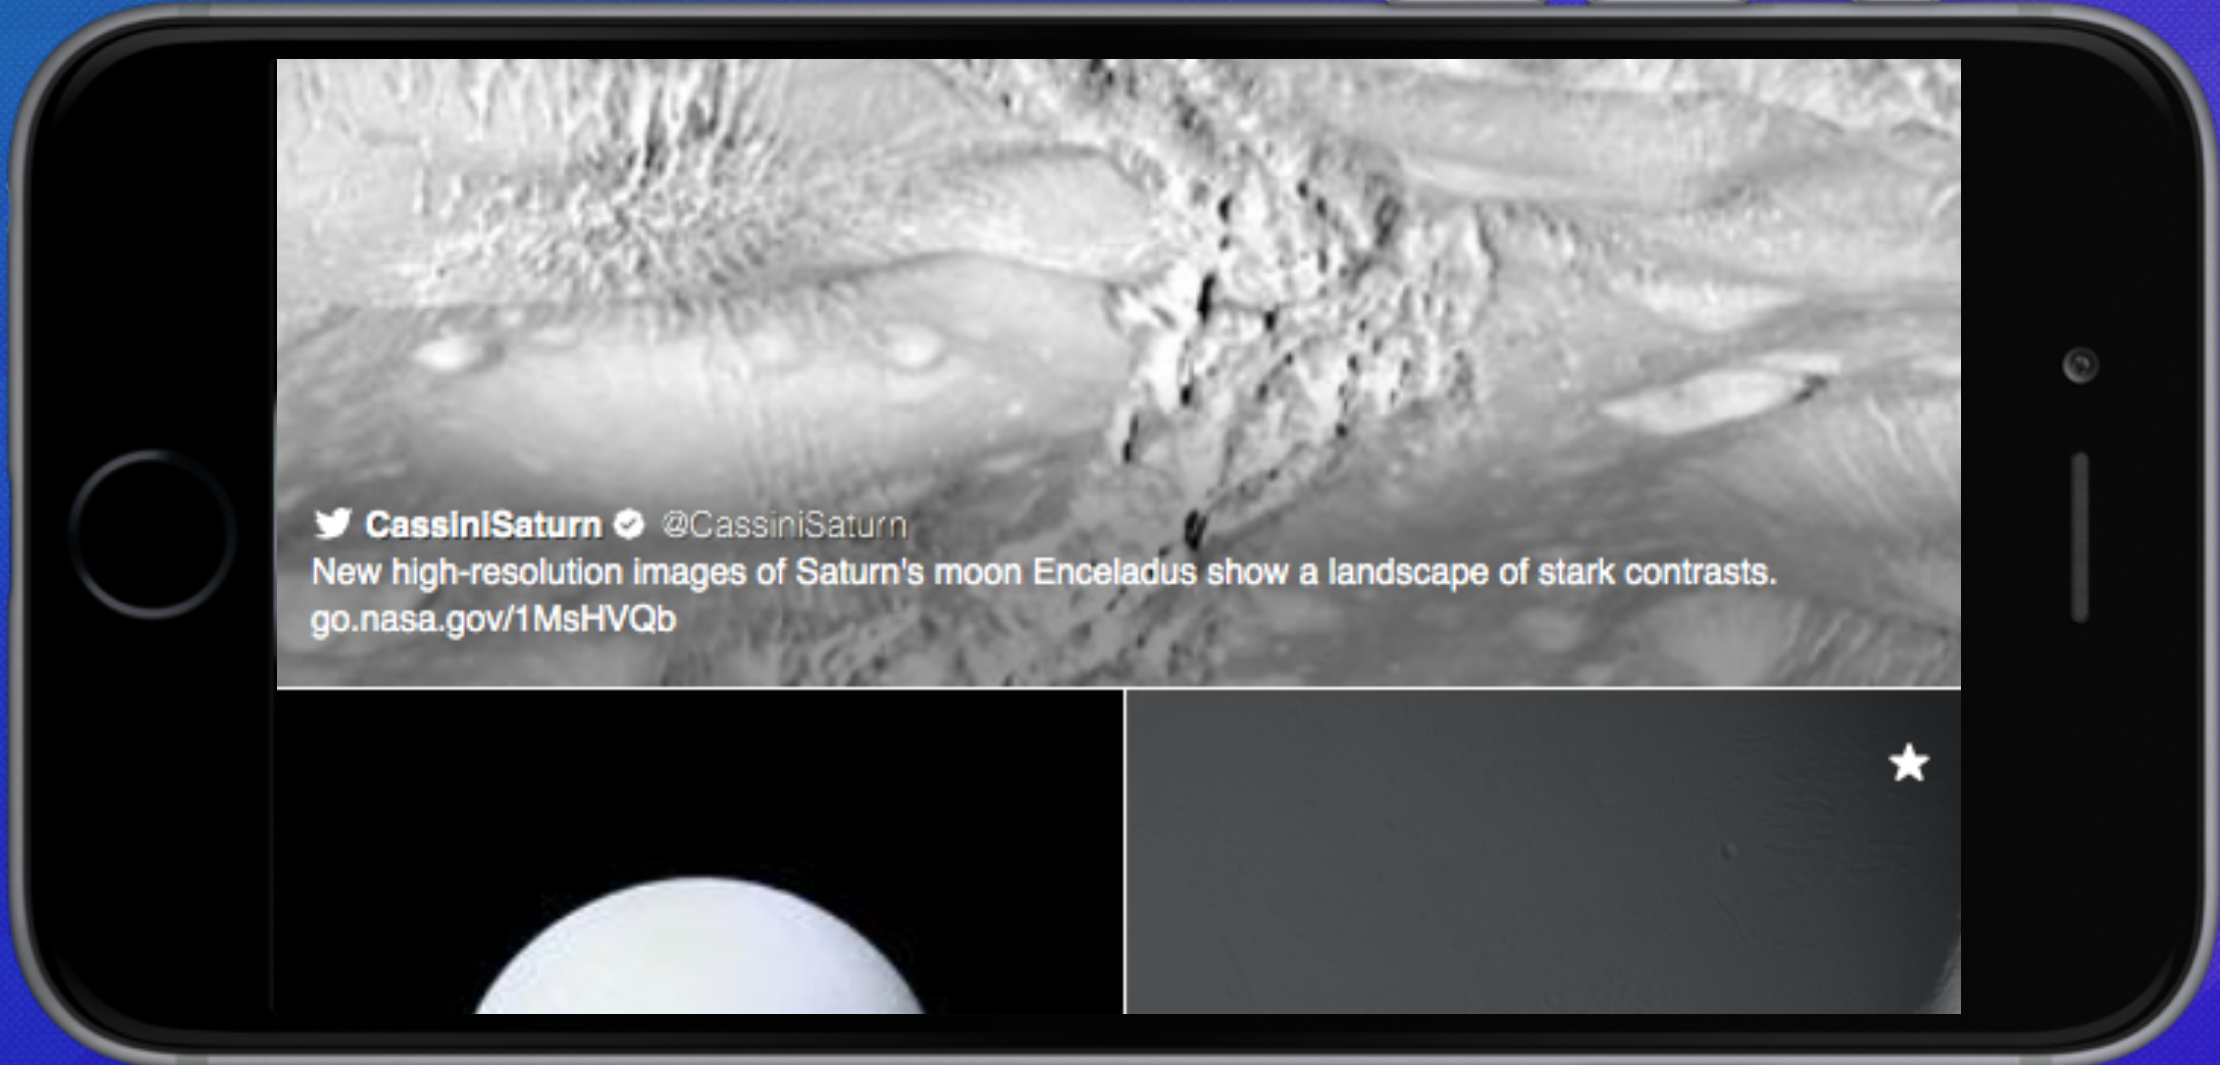 CassiniSaturn @CassiniSaturn
New high-resolution images of Saturn's moon Enceladus show a landscape of stark contrasts.
go.nasa.gov/1MsHVQb